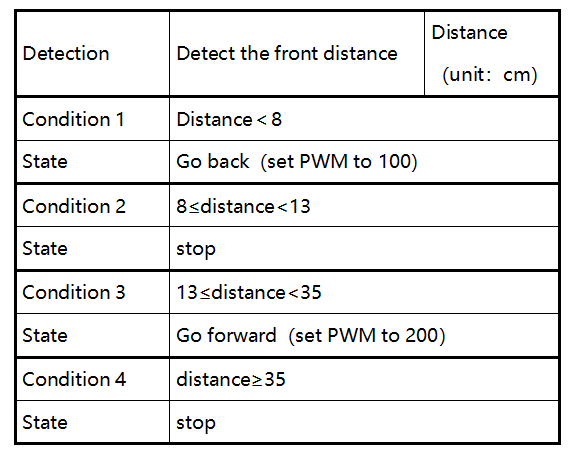 Detection
Detect the front distance
Distance
(unit：cm)
Condition 1
Distance＜8
State
Go back (set PWM to 100)
Condition 2
8≤distance<13
State
stop
Condition 3
13≤distance<35
State
Go forward (set PWM to 200)
Condition 4
distance≥35
State
stop